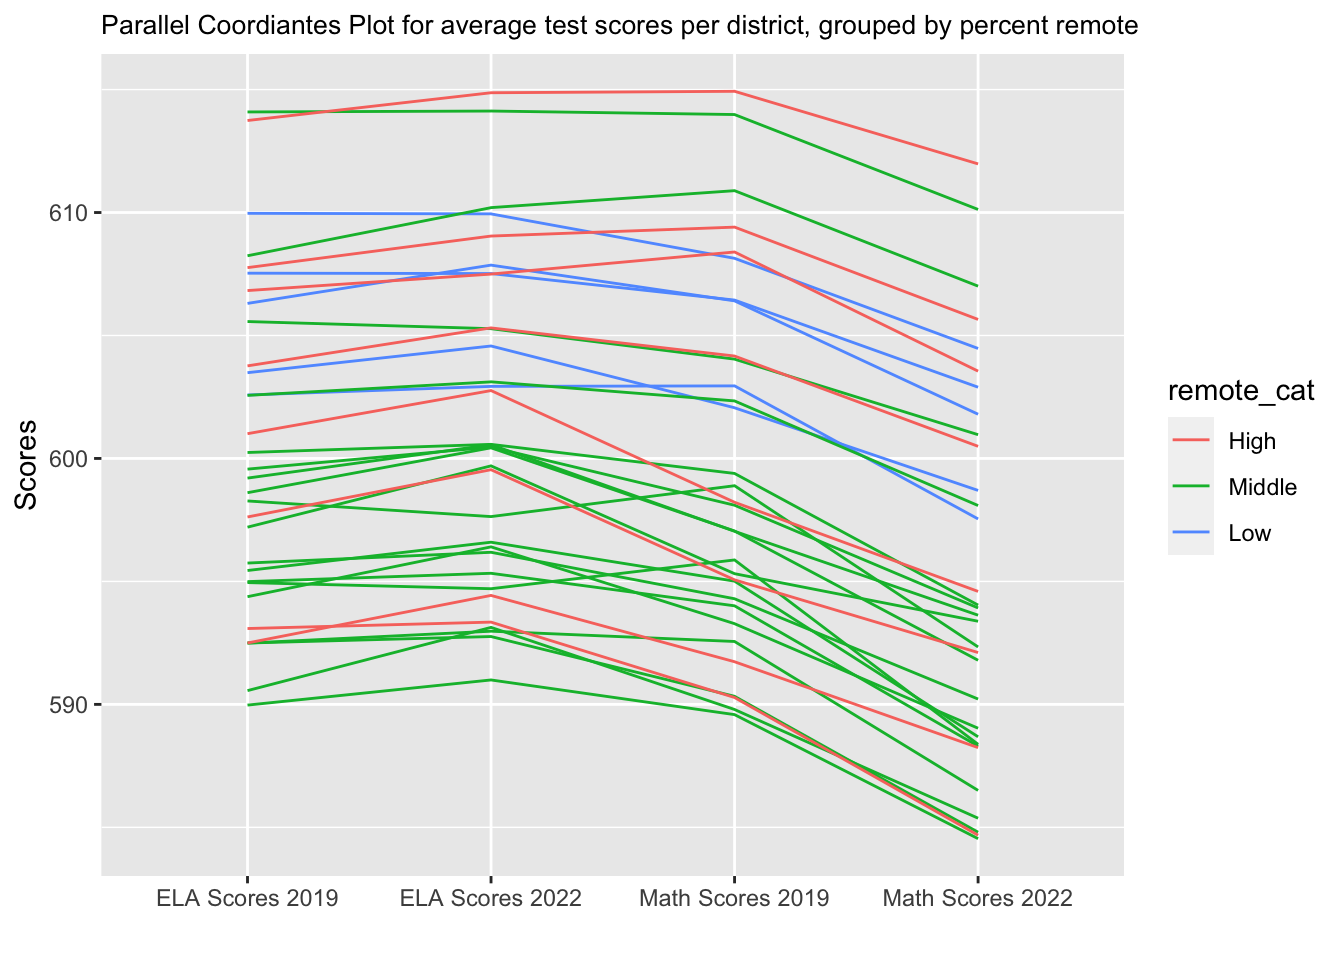 Parallel Coordiantes Plot for average test scores per district, grouped by percent remote
610
600
590
Scores
ELA Scores 2019
ELA Scores 2022
Math Scores 2019
Math Scores 2022
remote_cat
High
Middle
Low